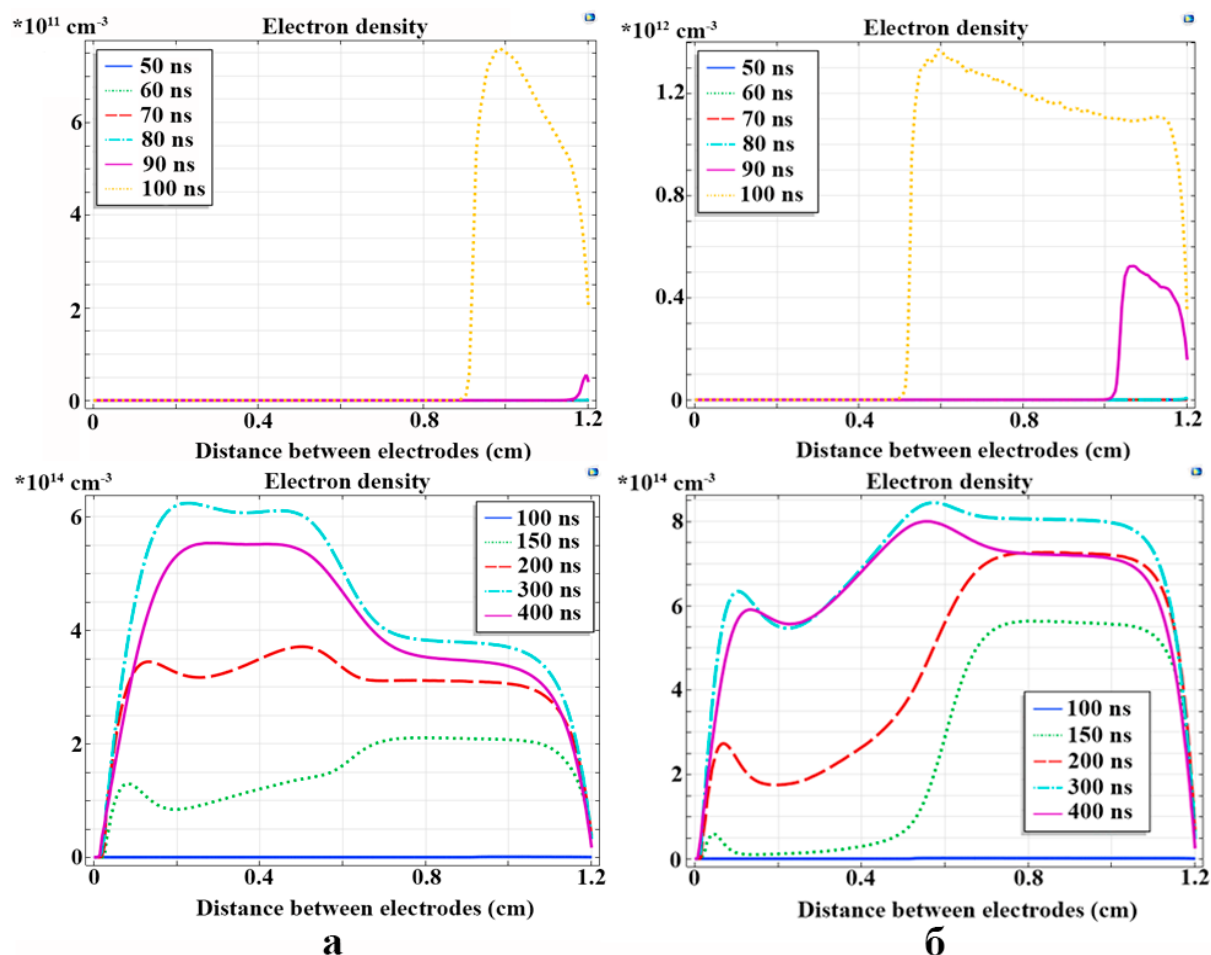 *10¹¹ cm⁻³
Electron density
6
4
2
0
50 ns
60 ns
70 ns
80 ns
90 ns
100 ns
0
0.4
0.8
1
1.2
Distance between electrodes (cm)
*10¹² cm⁻³
Electron density
1.2
0.8
0.4
0
50 ns
60 ns
70 ns
80 ns
90 ns
100 ns
0
0.4
0.8
1
1.2
Distance between electrodes (cm)
*10¹⁴ cm⁻³
Electron density
6
4
2
0
100 ns
150 ns
200 ns
300 ns
400 ns
0
0.4
0.8
1.2
Distance between electrodes (cm)
а
*10¹⁴ cm⁻³
Electron density
8
6
4
2
0
100 ns
150 ns
200 ns
300 ns
400 ns
0
0.4
0.8
1.2
Distance between electrodes (cm)
б